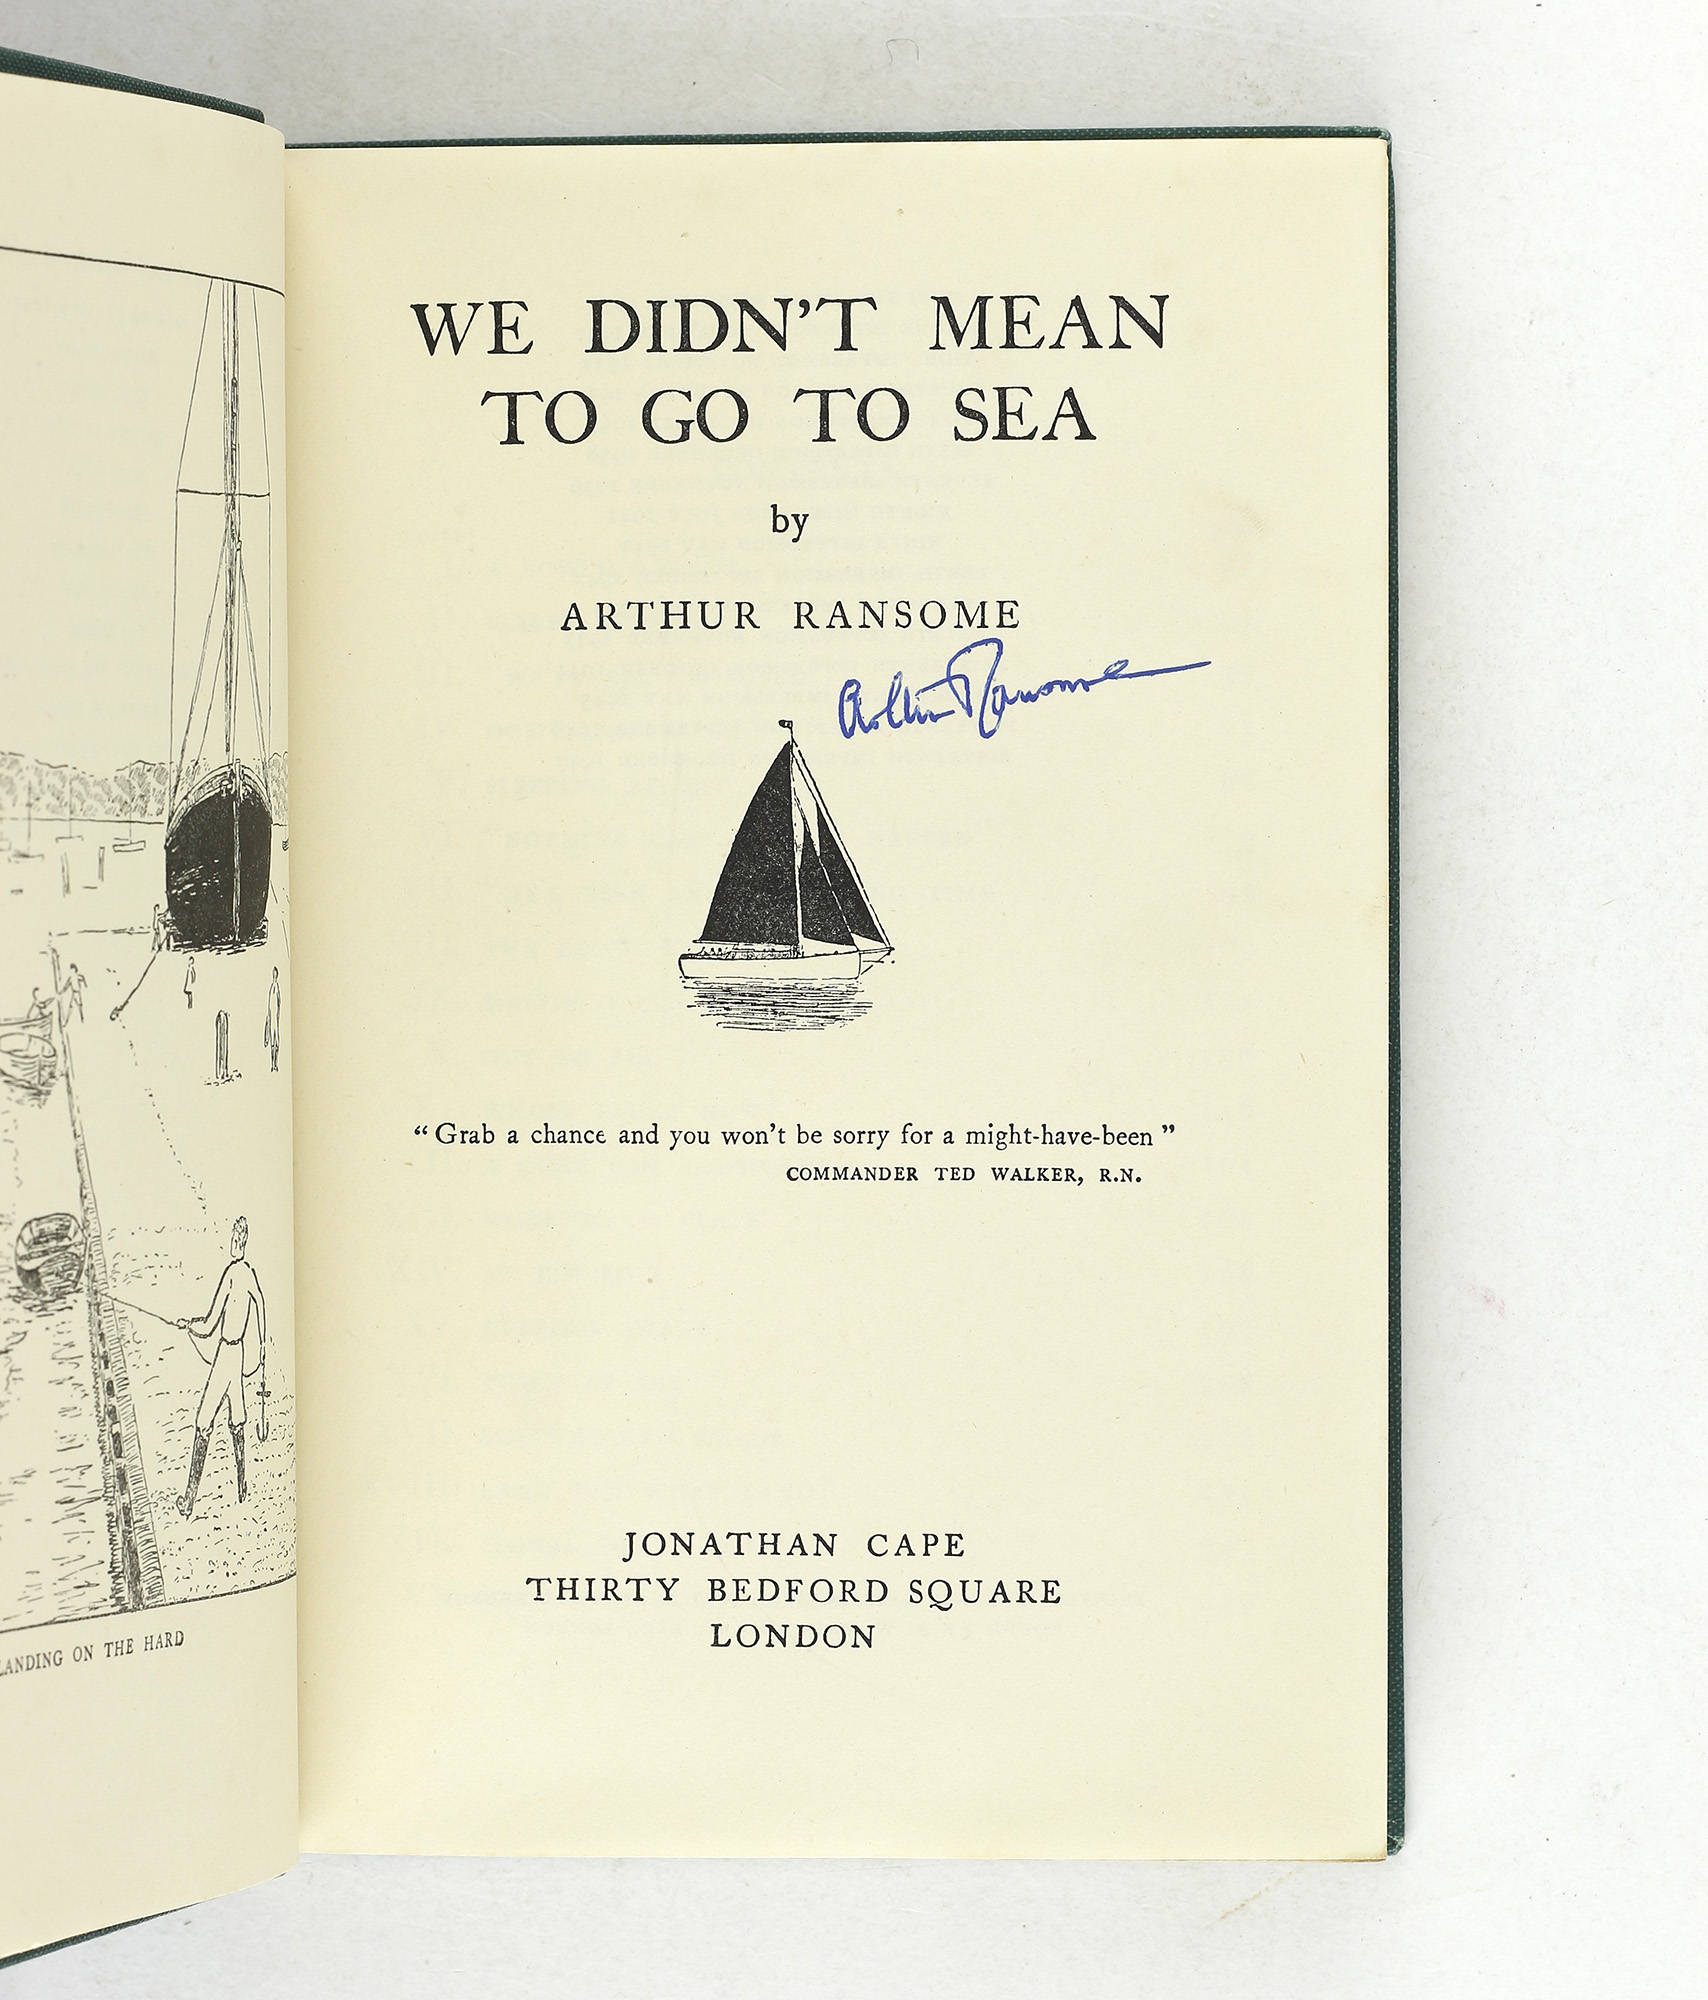 LANDING ON THE HARD
WE DIDN'T MEAN
TO GO TO SEA
by
ARTHUR RANSOME
Arthur Ransome
“Grab a chance and you won't be sorry for a might-have-been”
COMMANDER TED WALKER, R.N.
JONATHAN CAPE
THIRTY BEDFORD SQUARE
LONDON